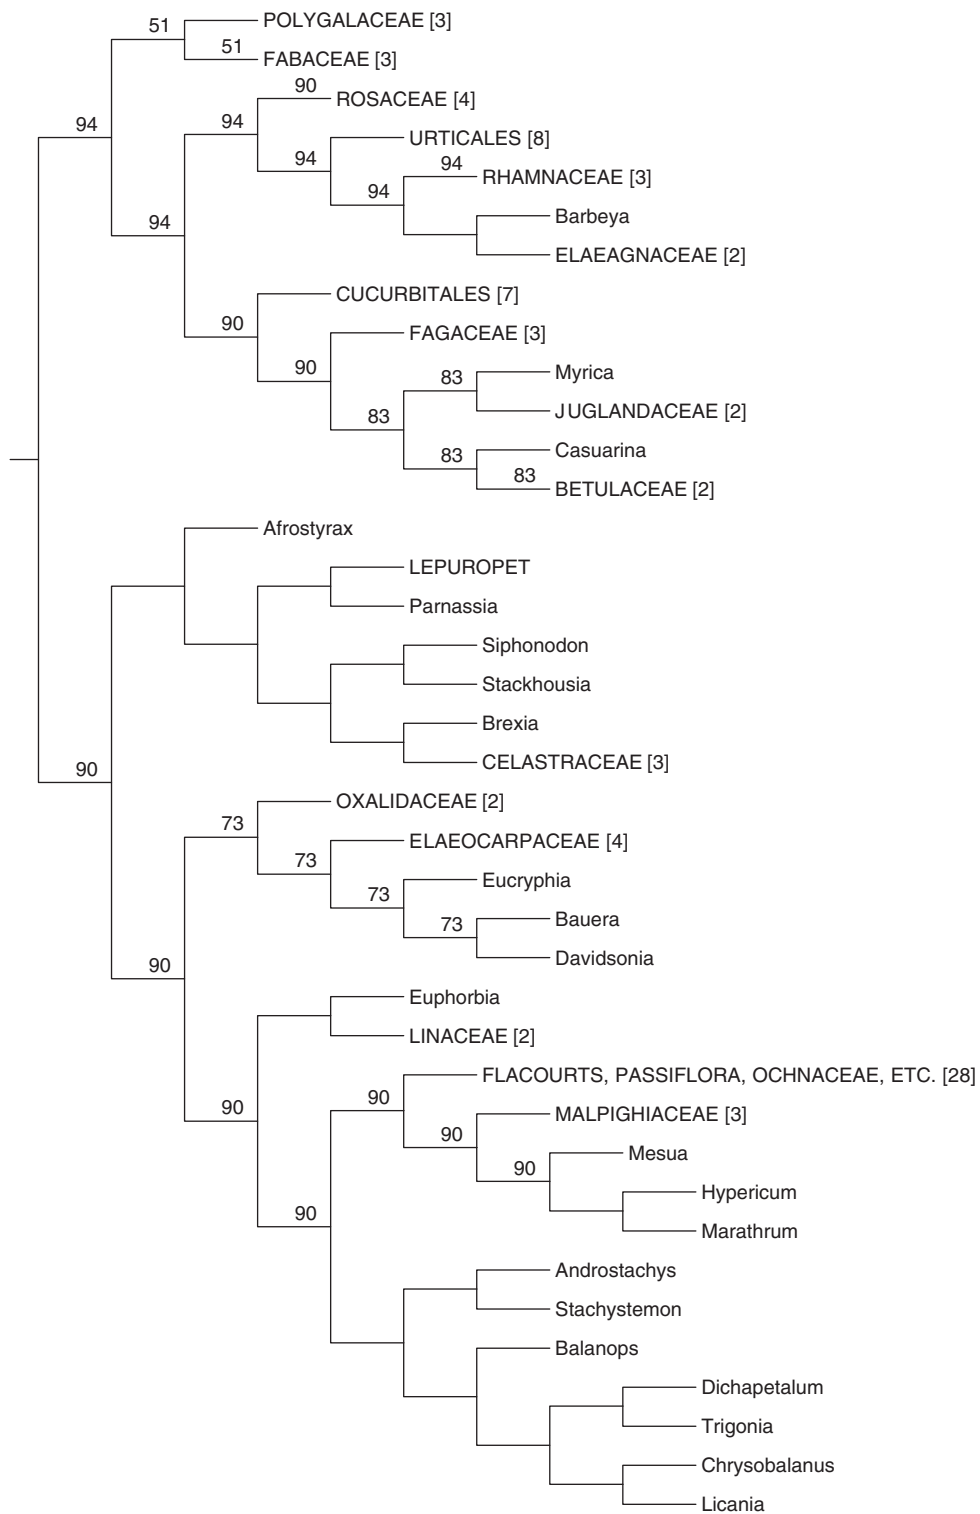 51
POLYGALACEAE [3]
51
FABACEAE [3]
94
90
ROSACEAE [4]
94
URTICALES [8]
94
94
RHAMNACEAE [3]
94
Barbeya
94
ELAEAGNACEAE [2]
CUCURBITALES [7]
90
FAGACEAE [3]
90
83
Myrica
JUGLANDACEAE [2]
83
Casuarina
83
83
BETULACEAE [2]
Afrostyrax
LEPUROPET
Parnassia
Siphonodon
Stackhousia
Brexia
CELASTRACEAE [3]
90
OXALIDACEAE [2]
73
ELAEOCARPACEAE [4]
73
Eucryphia
73
Bauera
73
Davidsonia
90
Euphorbia
LINACEAE [2]
FLACOURTS, PASSIFLORA, OCHNACEAE, ETC. [28]
90
90
MALPIGHIACEAE [3]
90
Mesua
90
Hypericum
90
Marathrum
Androstachys
Stachystemon
Balanops
Dichapetalum
Trigonia
Chrysobalanus
Licania